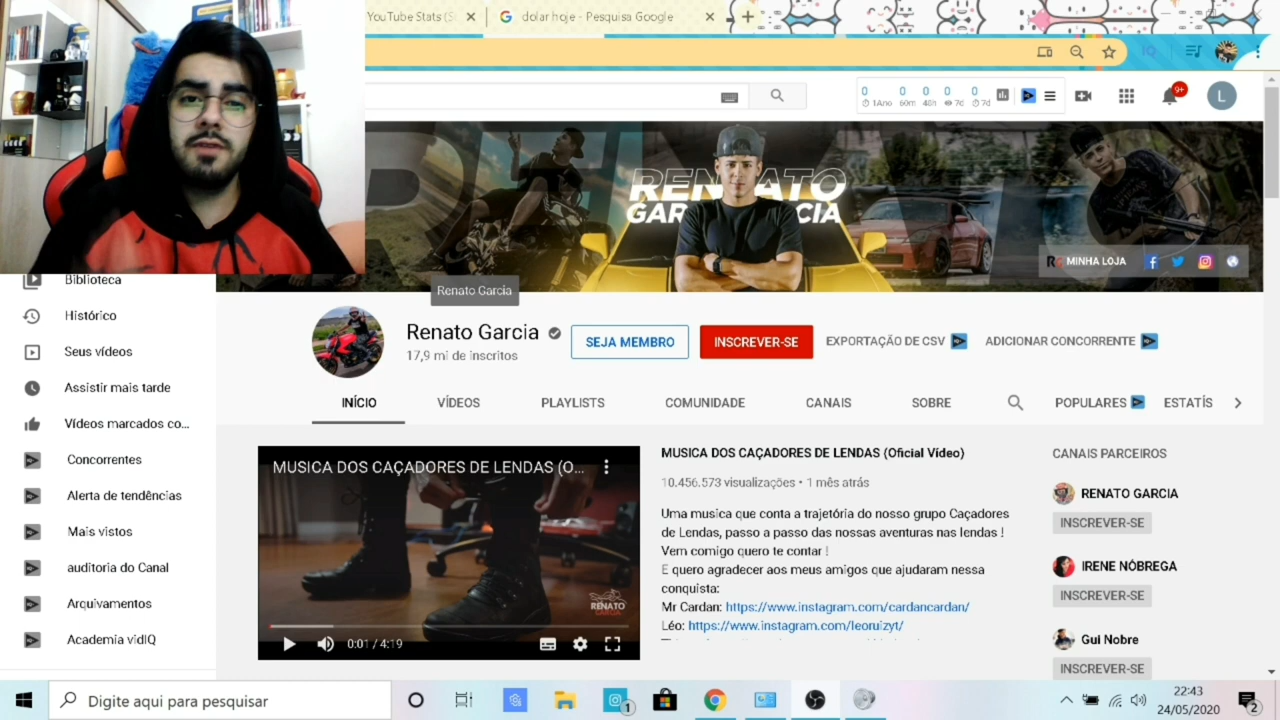 YouTube Stats (S
dolar hoje - Pesquisa Google
0 0 0 0 0
1Ano 60m 48h 7d 7d
9+
L
RENATO
GARCIA GARCIA
MINHA LOJA
Biblioteca
Histórico
Seus vídeos
Assistir mais tarde
Vídeos marcados co...
Concorrentes
Alerta de tendências
Mais vistos
auditoria do Canal
Arquivamentos
Academia vidIQ
Renato Garcia
Renato Garcia
17,9 mi de inscritos
SEJA MEMBRO
INSCREVER-SE
EXPORTAÇÃO DE CSV
ADICIONAR CONCORRENTE
INÍCIO
VÍDEOS
PLAYLISTS
COMUNIDADE
CANAIS
SOBRE
POPULARES
ESTATÍS
MUSICA DOS CAÇADORES DE LENDAS (O...
RENATO
GARCIA
0:01 / 4:19
MUSICA DOS CAÇADORES DE LENDAS (Oficial Vídeo)
10.456.573 visualizações • 1 mês atrás
Uma musica que conta a trajetória do nosso grupo Caçadores
de Lendas, passo a passo das nossas aventuras nas lendas !
Vem comigo quero te contar !
E quero agradecer aos meus amigos que ajudaram nessa
conquista:
Mr Cardan: https://www.instagram.com/cardancardan/
Léo: https://www.instagram.com/leoruizyt/
CANAIS PARCEIROS
RENATO GARCIA
INSCREVER-SE
IRENE NÓBREGA
INSCREVER-SE
Gui Nobre
INSCREVER-SE
Digite aqui para pesquisar
1
22:43
24/05/2020
2